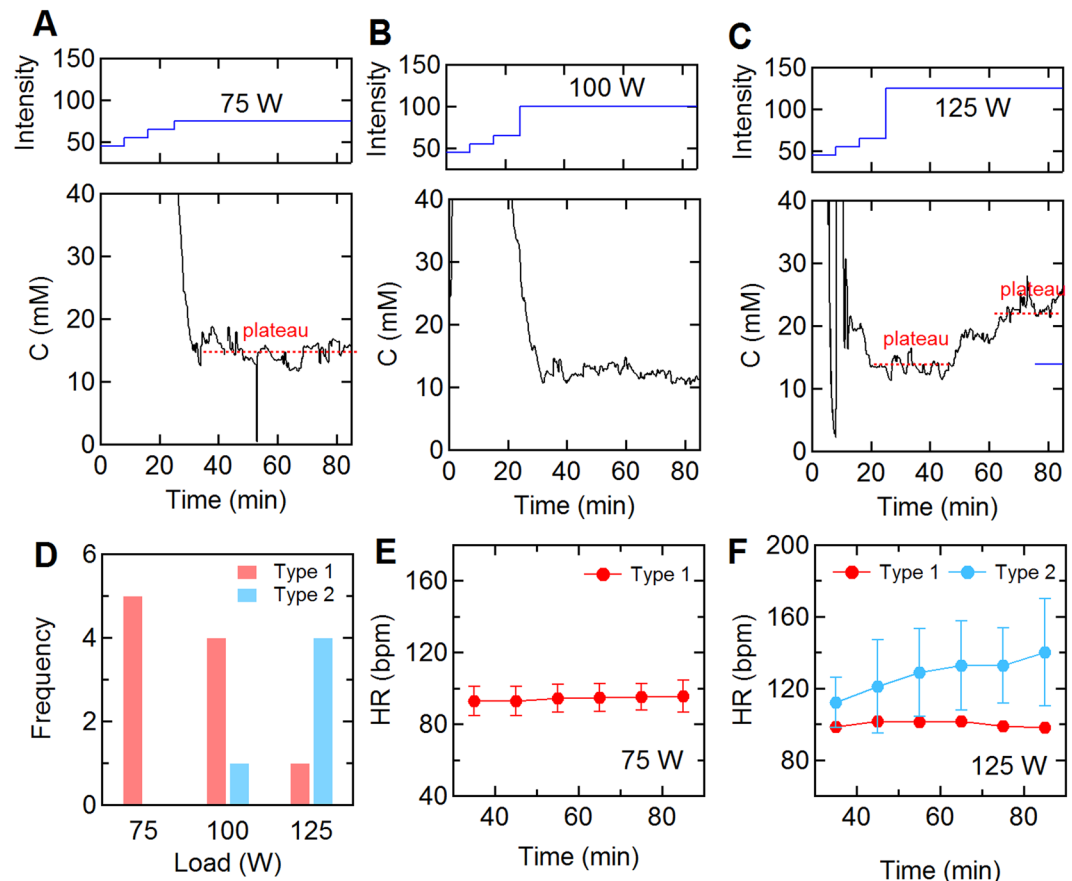 A
Intensity
150
100
50
75 W
C (mM)
40
30
20
10
0
plateau
0 20 40 60 80
Time (min)
B
Intensity
150
100
50
100 W
C (mM)
40
30
20
10
0
0 20 40 60 80
Time (min)
C
Intensity
150
100
50
125 W
C (mM)
40
30
20
10
0
plateau
plateau
0 20 40 60 80
Time (min)
D
Frequency
6
4
2
0
Type 1
Type 2
75 100 125
Load (W)
E
HR (bpm)
160
120
80
40
Type 1
75 W
40 60 80
Time (min)
F
HR (bpm)
200
160
120
80
Type 1 Type 2
125 W
40 60 80
Time (min)